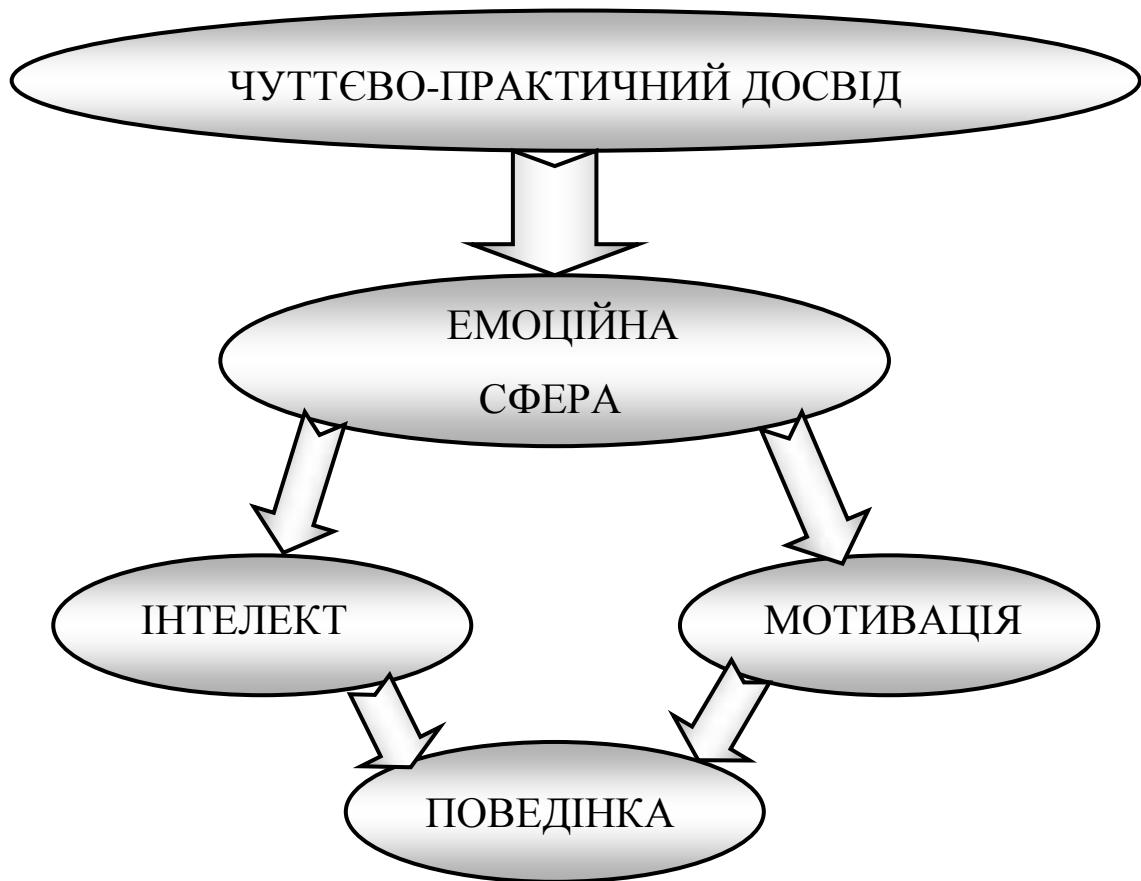 ЧУТТЄВО-ПРАКТИЧНИЙ ДОСВІД
ЕМОЦІЙНА
СФЕРА
ІНТЕЛЕКТ
МОТИВАЦІЯ
ПОВЕДІНКА